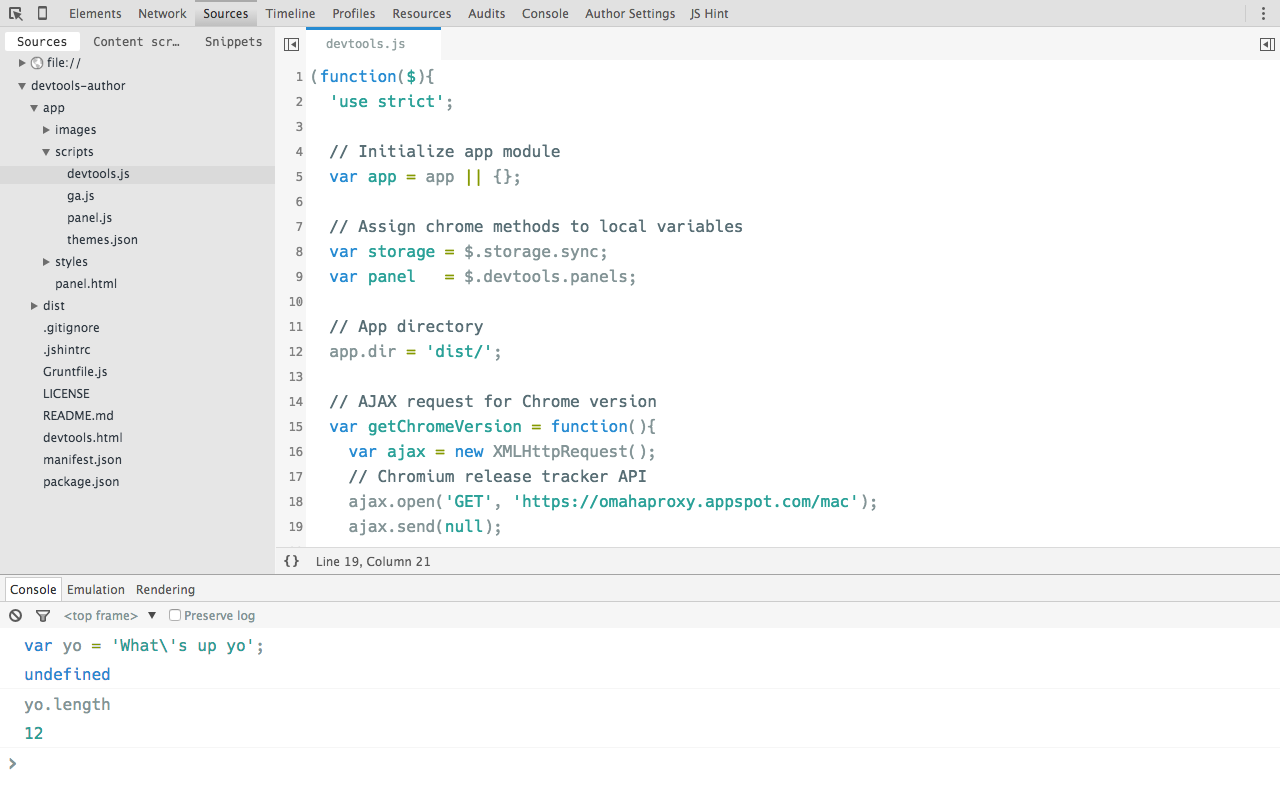 Elements Network Sources Timeline Profiles Resources Audits Console Author Settings JS Hint
Sources Content scr… Snippets
file://
devtools-author
app
images
scripts
devtools.js
ga.js
panel.js
themes.json
styles
panel.html
dist
.gitignore
.jshintrc
Gruntfile.js
LICENSE
README.md
devtools.html
manifest.json
package.json
devtools.js
1 (function($){
2   'use strict';
3
4   // Initialize app module
5   var app = app || {};
6
7   // Assign chrome methods to local variables
8   var storage = $.storage.sync;
9   var panel   = $.devtools.panels;
10
11   // App directory
12   app.dir = 'dist/';
13
14   // AJAX request for Chrome version
15   var getChromeVersion = function(){
16     var ajax = new XMLHttpRequest();
17     // Chromium release tracker API
18     ajax.open('GET', 'https://omahaproxy.appspot.com/mac');
19     ajax.send(null);
{} Line 19, Column 21
Console Emulation Rendering
<top frame> ▼ Preserve log
var yo = 'What\'s up yo';
undefined
yo.length
12
>